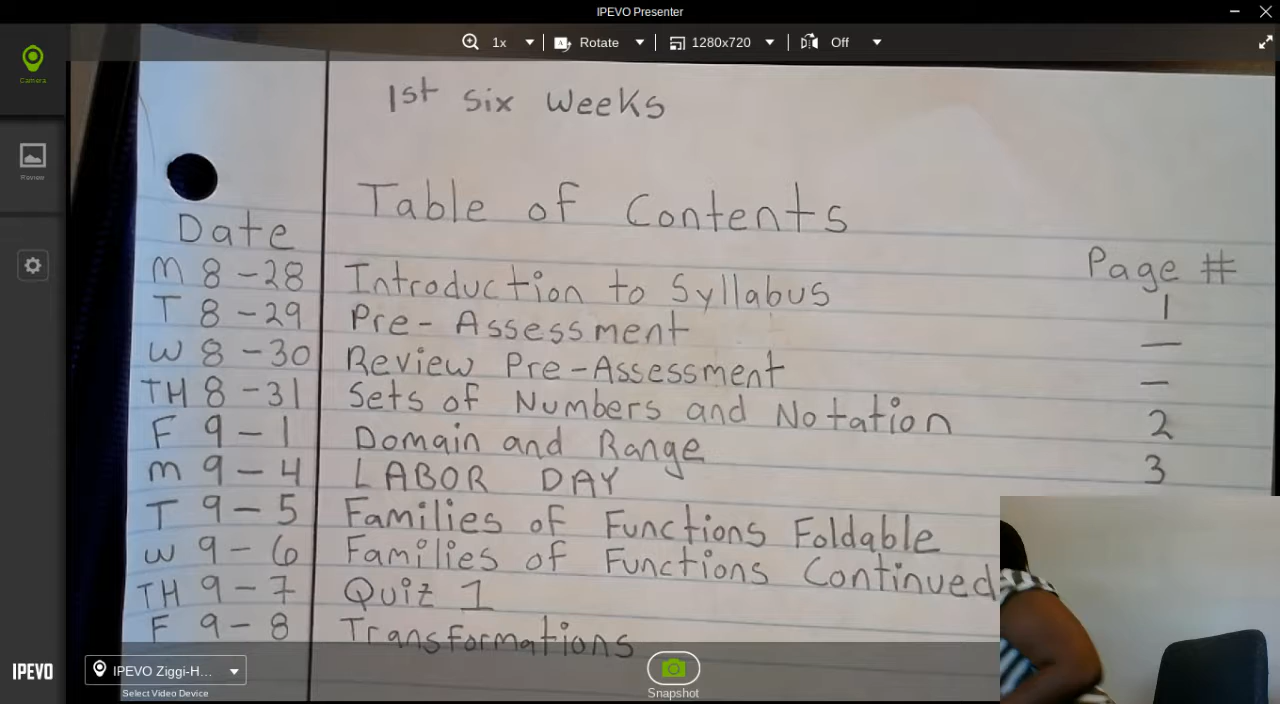 IPEVO Presenter
1x Rotate 1280x720 Off
Camera
Review
1st six weeks
Table of Contents
Date Page #
M 8-28 Introduction to Syllabus 1
T 8-29 Pre-Assessment —
W 8-30 Review Pre-Assessment —
TH 8-31 Sets of Numbers and Notation 2
F 9-1 Domain and Range 3
M 9-4 LABOR DAY
T 9-5 Families of Functions Foldable
W 9-6 Families of Functions Continued
TH 9-7 Quiz 1
F 9-8 Transformations
IPEVO
IPEVO Ziggi-H...
Select Video Device
Snapshot